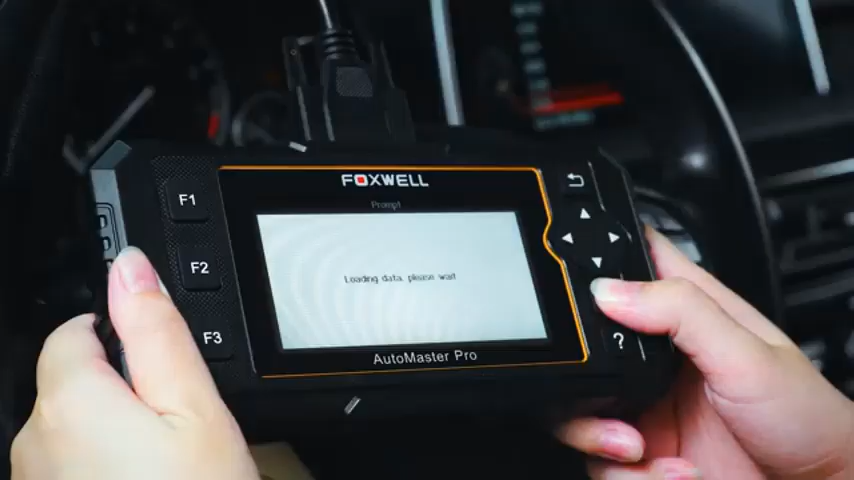 FOXWELL
Prompt
F1
F2
F3
Loading data, please wait
?
AutoMaster Pro